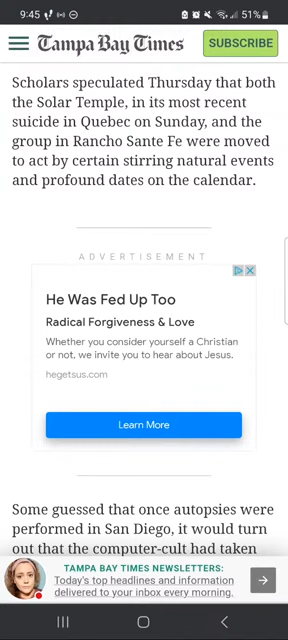 9:45
51%
Tampa Bay Times
SUBSCRIBE
Scholars speculated Thursday that both
the Solar Temple, in its most recent
suicide in Quebec on Sunday, and the
group in Rancho Sante Fe were moved
to act by certain stirring natural events
and profound dates on the calendar.
ADVERTISEMENT
He Was Fed Up Too
Radical Forgiveness & Love
Whether you consider yourself a Christian
or not, we invite you to hear about Jesus.
hegetsus.com
Learn More
Some guessed that once autopsies were
performed in San Diego, it would turn
out that the computer-cult had taken
TAMPA BAY TIMES NEWSLETTERS:
Today's top headlines and information
delivered to your inbox every morning.